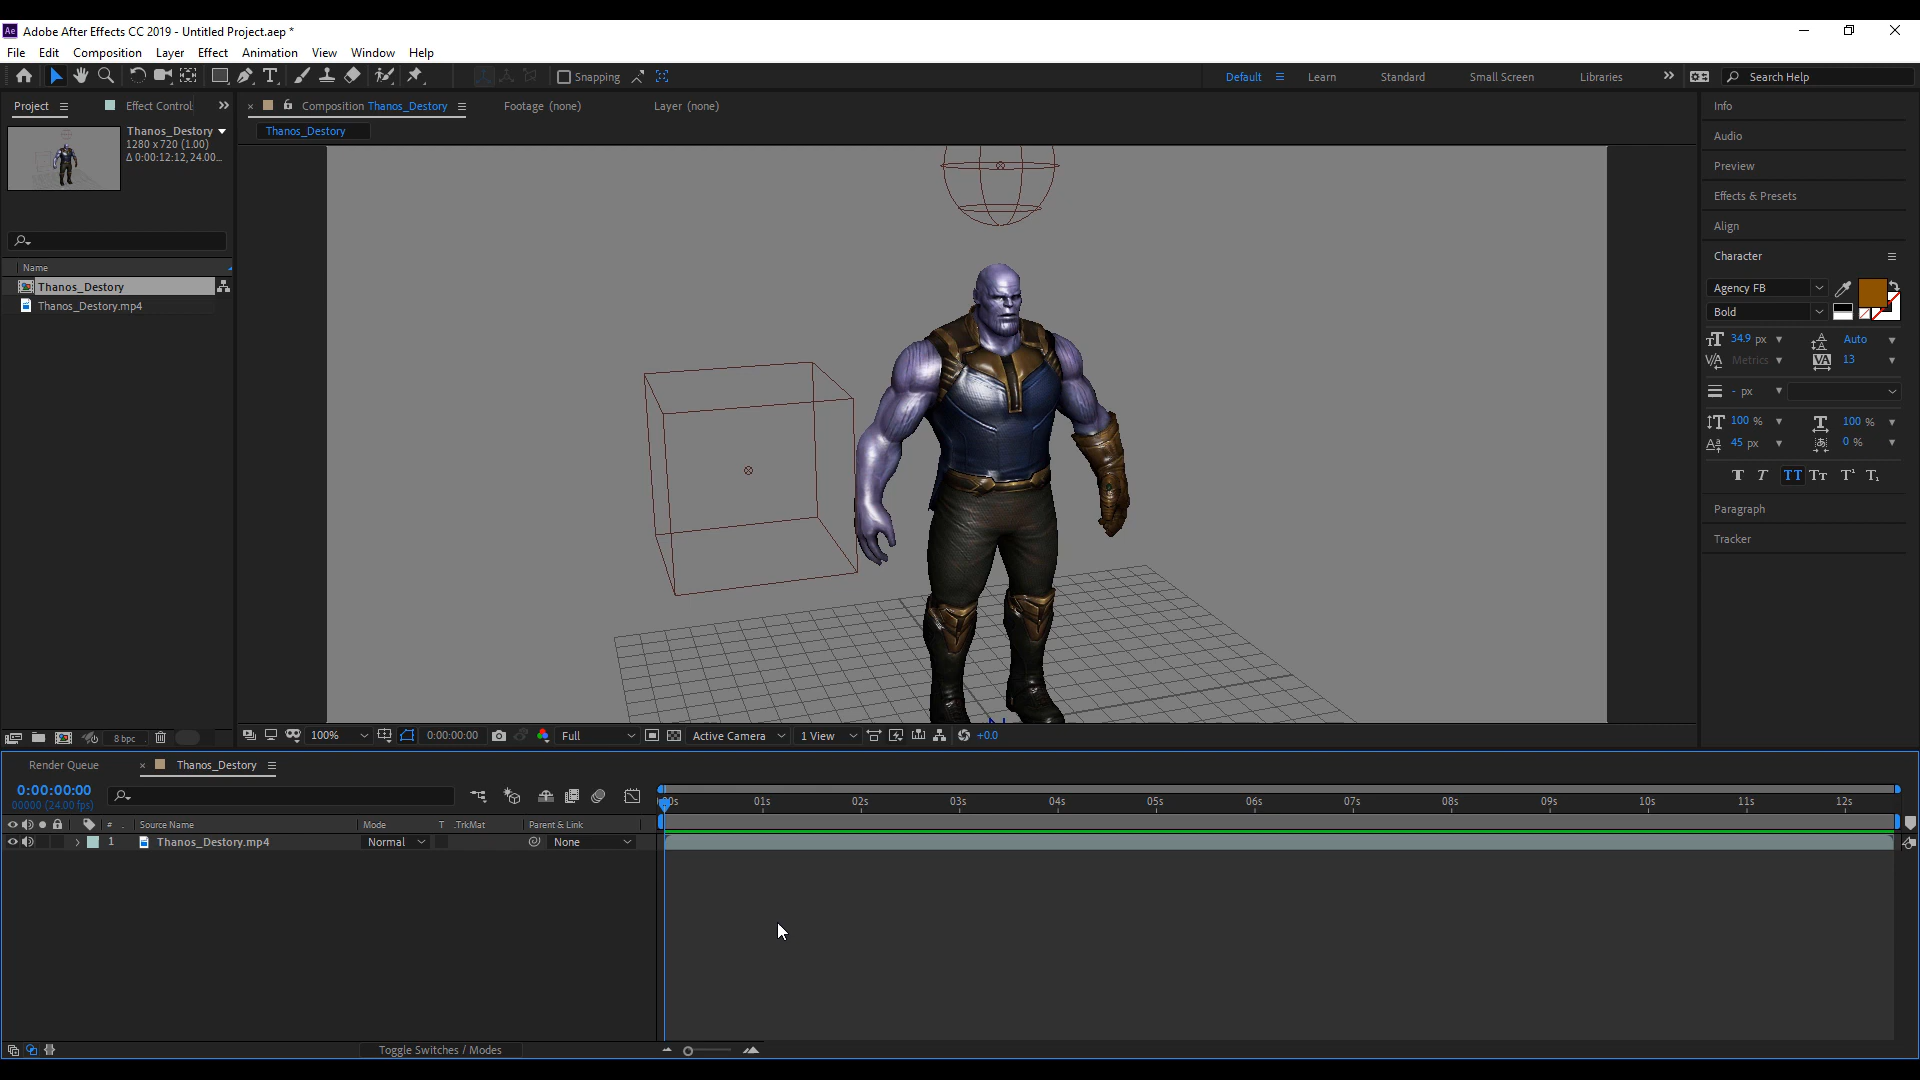 Ae Adobe After Effects CC 2019 - Untitled Project.aep *
File Edit Composition Layer Effect Animation View Window Help
Snapping Default Learn Standard Small Screen Libraries Search Help
Project Effect Control Composition Thanos_Destory Footage (none) Layer (none)
Thanos_Destory
Thanos_Destory
1280 x 720 (1.00)
Δ 0:00:12:12, 24.00...
Name
Thanos_Destory
Thanos_Destory.mp4
8 bpc
100% 0:00:00:00 Full Active Camera 1 View +0.0
Info
Audio
Preview
Effects & Presets
Align
Character
Agency FB
Bold
34.9 px Auto
Metrics 13
- px
100 % 100 %
45 px 0 %
T T TT Tт T¹ T₁
Paragraph
Tracker
Render Queue Thanos_Destory
0:00:00:00
00000 (24.00 fps)
:00s 01s 02s 03s 04s 05s 06s 07s 08s 09s 10s 11s 12s
# Source Name Mode T .TrkMat Parent & Link
1 Thanos_Destory.mp4 Normal None
Toggle Switches / Modes